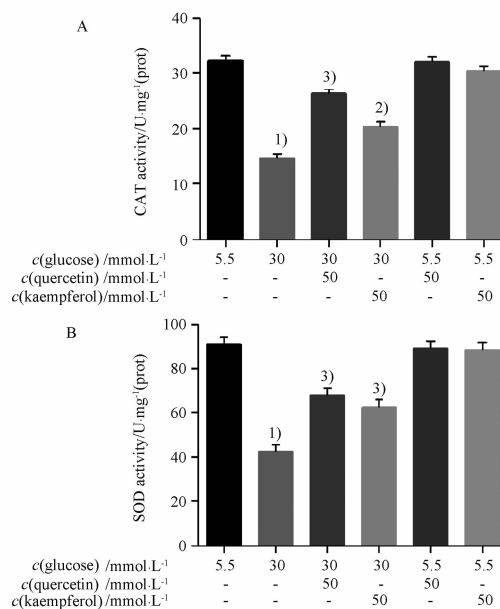 A
CAT activity/U·mg-1(prot)
40
30
20
10
0
1)
3)
2)
c(glucose) /mmol·L-1 5.5 30 30 30 5.5 5.5
c(quercetin) /mmol·L-1 - - 50 - 50 -
c(kaempferol)/mmol·L-1 - - - 50 - 50
B
SOD activity/U·mg-1(prot)
100
80
60
40
20
0
1)
3)
3)
c(glucose) /mmol·L-1 5.5 30 30 30 5.5 5.5
c(quercetin) /mmol·L-1 - - 50 - 50 -
c(kaempferol) /mmol·L-1 - - - 50 - 50